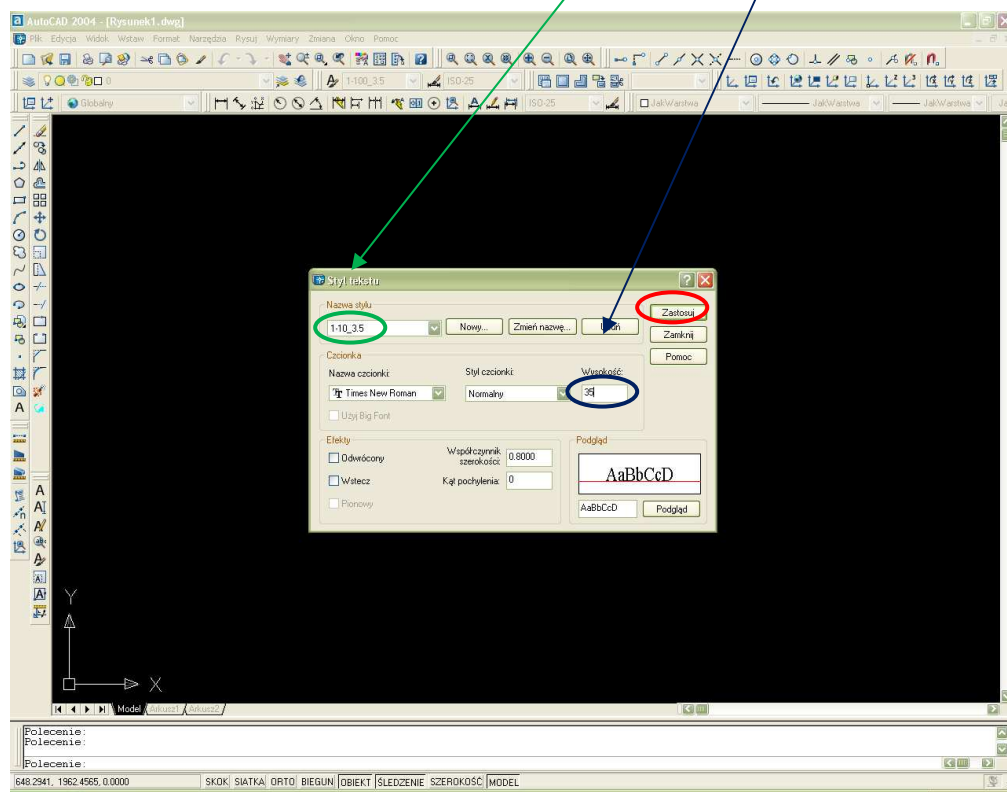 AutoCAD 2004 - [Rysunek1.dwg]
Plik Edycja Widok Wstaw Format Narzędzia Rysuj Wymiary Zmiana Okno Pomoc
1-100_3.5 ISO-25
Globalny ISO-25 JakWarstwa JakWarstwa JakWarstwa
Styl tekstu
Nazwa stylu
1-10_3.5 Nowy... Zmień nazwę... Zastosuj
Zamknij
Pomoc
Czcionka
Nazwa czcionki: Styl czcionki: Wysokość:
Times New Roman Normalny 35
Użyj Big Font
Efekty
Odwrócony
Wstecz
Pionowy
Współczynnik szerokości: 0.8000
Kąt pochylenia: 0
Podgląd
AaBbCcD
AaBbCcD Podgląd
Y
X
Model Arkusz1 Arkusz2
Polecenie:
Polecenie:
Polecenie:
648.2941, 1962.4565, 0.0000 SKOK SIATKA ORTO BIEGUN OBIEKT ŚLEDZENIE SZEROKOŚĆ MODEL